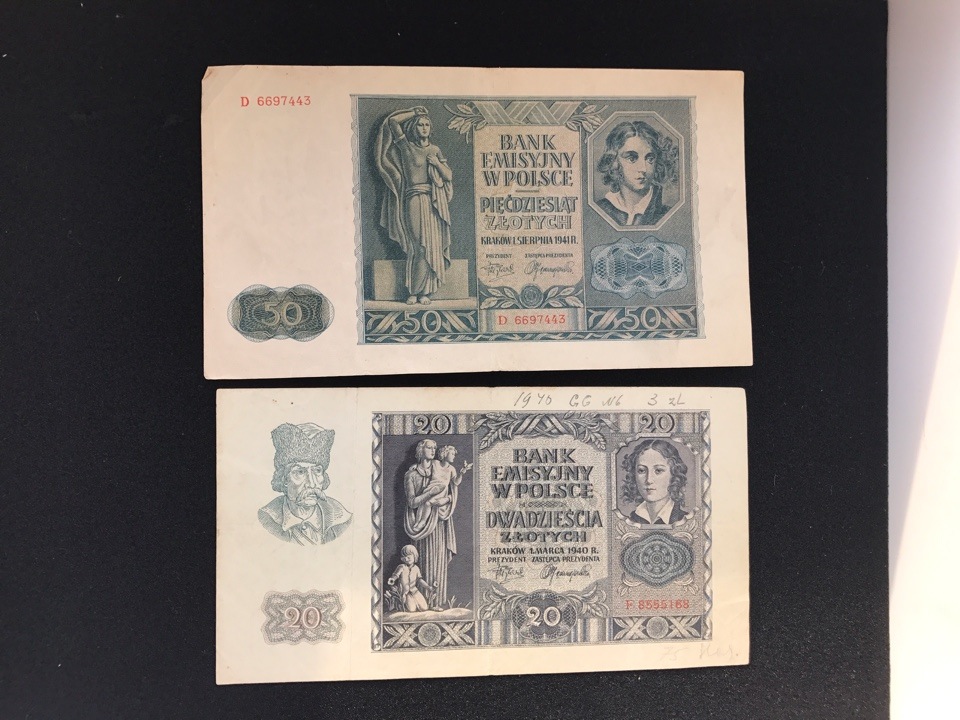 D 6697443
BANK
EMISYJNY
W POLSCE
PIĘĆDZIESIĄT
ZŁOTYCH
KRAKÓW 1. SIERPNIA 1941 R.
PREZYDENT ZASTĘPCA PREZYDENTA
50
50
D 6697443
50
1940 GG N6 3 zł
20
20
BANK
EMISYJNY
W POLSCE
DWADZIEŚCIA
ZŁOTYCH
KRAKÓW 1. MARCA 1940 R.
PREZYDENT ZASTĘPCA PREZYDENTA
20
20
E 8555168